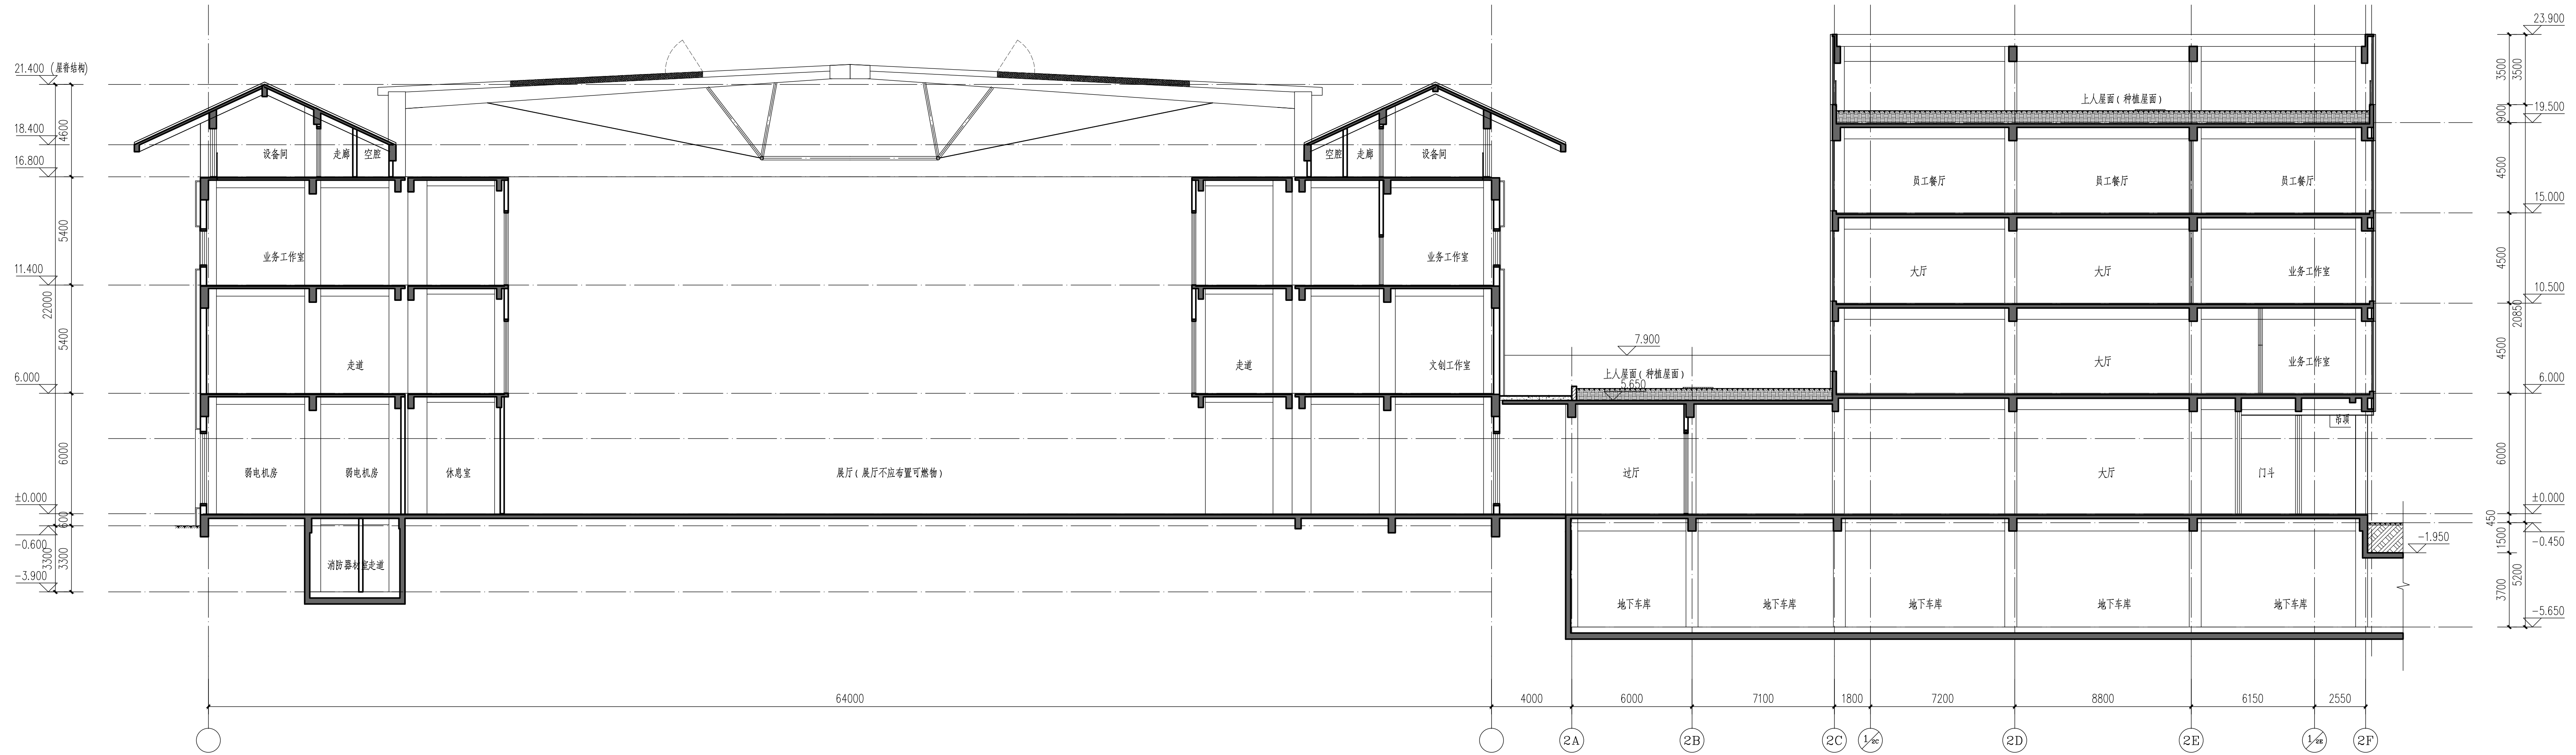 23.900
21.400 (屋脊结构)
3500
3500
上人屋面(种植屋面)
19.500
900
18.400
4600
设备间
走廊
空腔
空腔
走廊
设备间
16.800
员工餐厅
员工餐厅
员工餐厅
4500
15.000
5400
业务工作室
业务工作室
大厅
大厅
业务工作室
4500
11.400
10.500
22000
20850
5400
走道
走道
文创工作室
7.900
上人屋面(种植屋面)
5.650
大厅
业务工作室
4500
6.000
6.000
吊顶
6000
弱电机房
弱电机房
休息室
展厅(展厅不应布置可燃物)
过厅
大厅
门斗
6000
±0.000
±0.000
600
450
-0.600
-0.450
1500
-1.950
3300
3300
消防器材室
走道
-3.900
5200
3700
地下车库
地下车库
地下车库
地下车库
地下车库
-5.650
64000
4000
6000
7100
1800
7200
8800
6150
2550
2A
2B
2C
1/2C
2D
2E
1/2E
2F